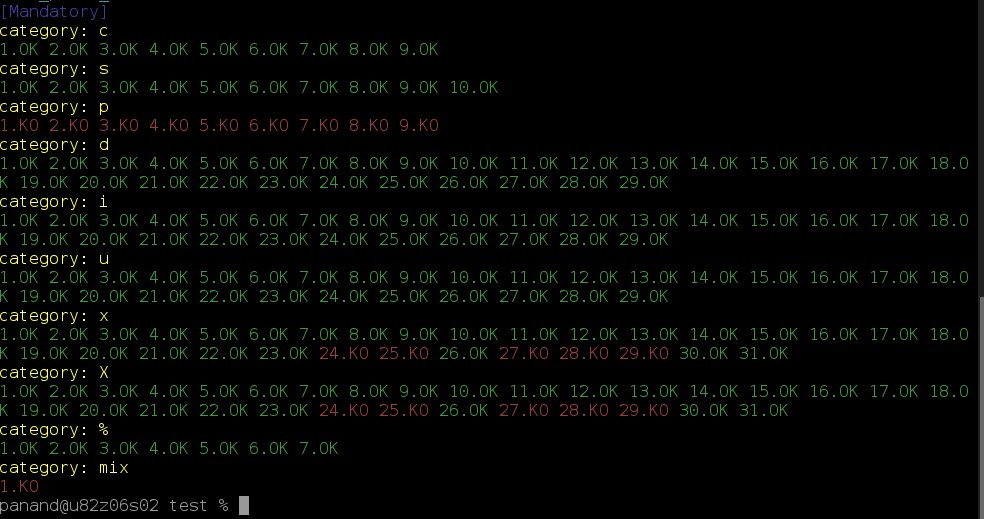 [Mandatory]
category: c
1.OK 2.OK 3.OK 4.OK 5.OK 6.OK 7.OK 8.OK 9.OK
category: s
1.OK 2.OK 3.OK 4.OK 5.OK 6.OK 7.OK 8.OK 9.OK 10.OK
category: p
1.KO 2.KO 3.KO 4.KO 5.KO 6.KO 7.KO 8.KO 9.KO
category: d
1.OK 2.OK 3.OK 4.OK 5.OK 6.OK 7.OK 8.OK 9.OK 10.OK 11.OK 12.OK 13.OK 14.OK 15.OK 16.OK 17.OK 18.O
K 19.OK 20.OK 21.OK 22.OK 23.OK 24.OK 25.OK 26.OK 27.OK 28.OK 29.OK
category: i
1.OK 2.OK 3.OK 4.OK 5.OK 6.OK 7.OK 8.OK 9.OK 10.OK 11.OK 12.OK 13.OK 14.OK 15.OK 16.OK 17.OK 18.O
K 19.OK 20.OK 21.OK 22.OK 23.OK 24.OK 25.OK 26.OK 27.OK 28.OK 29.OK
category: u
1.OK 2.OK 3.OK 4.OK 5.OK 6.OK 7.OK 8.OK 9.OK 10.OK 11.OK 12.OK 13.OK 14.OK 15.OK 16.OK 17.OK 18.O
K 19.OK 20.OK 21.OK 22.OK 23.OK 24.OK 25.OK 26.OK 27.OK 28.OK 29.OK
category: x
1.OK 2.OK 3.OK 4.OK 5.OK 6.OK 7.OK 8.OK 9.OK 10.OK 11.OK 12.OK 13.OK 14.OK 15.OK 16.OK 17.OK 18.O
K 19.OK 20.OK 21.OK 22.OK 23.OK 24.KO 25.KO 26.OK 27.KO 28.KO 29.KO 30.OK 31.OK
category: X
1.OK 2.OK 3.OK 4.OK 5.OK 6.OK 7.OK 8.OK 9.OK 10.OK 11.OK 12.OK 13.OK 14.OK 15.OK 16.OK 17.OK 18.O
K 19.OK 20.OK 21.OK 22.OK 23.OK 24.KO 25.KO 26.OK 27.KO 28.KO 29.KO 30.OK 31.OK
category: %
1.OK 2.OK 3.OK 4.OK 5.OK 6.OK 7.OK
category: mix
1.KO
panand@u82z06s02 test %